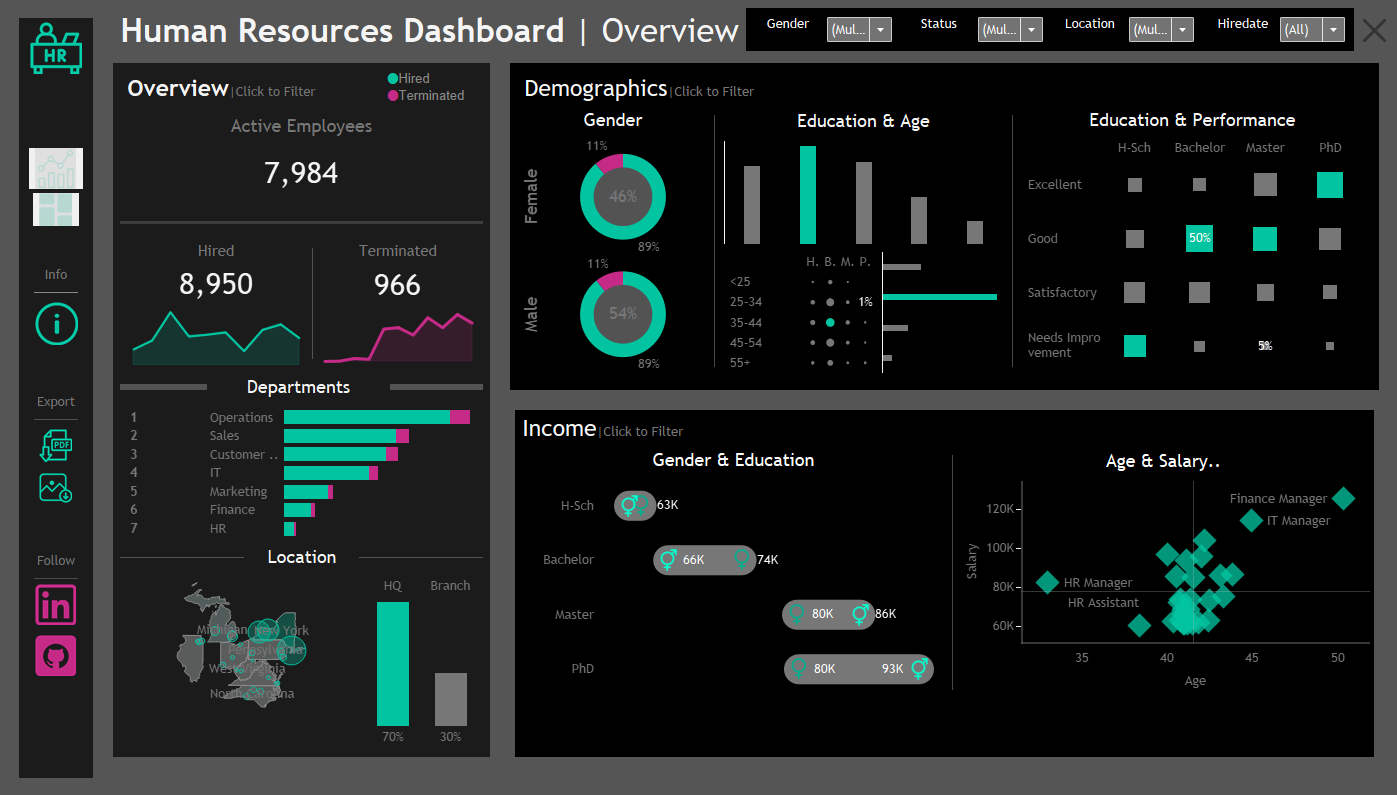 HR
Human Resources Dashboard | Overview
Gender (Mul... Status (Mul... Location (Mul... Hiredate (All)
Info
Export
PDF
Follow
in
Overview|Click to Filter
Hired
Terminated
Active Employees
7,984
Hired Terminated
8,950 966
Departments
1 Operations
2 Sales
3 Customer ..
4 IT
5 Marketing
6 Finance
7 HR
Location
HQ Branch
Michigan New York
Pennsylvania
West Virginia
North Carolina
70% 30%
Demographics|Click to Filter
Gender
11%
Female 46%
89%
11%
Male 54%
89%
Education & Age
H. B. M. P.
<25
25-34 1%
35-44
45-54
55+
Education & Performance
H-Sch Bachelor Master PhD
Excellent
Good 50%
Satisfactory
Needs Impro
vement
Income|Click to Filter
Gender & Education
H-Sch 63K
Bachelor 66K 74K
Master 80K 86K
PhD 80K 93K
Age & Salary..
Finance Manager
120K
IT Manager
100K
Salary
80K HR Manager
HR Assistant
60K
35 40 45 50
Age